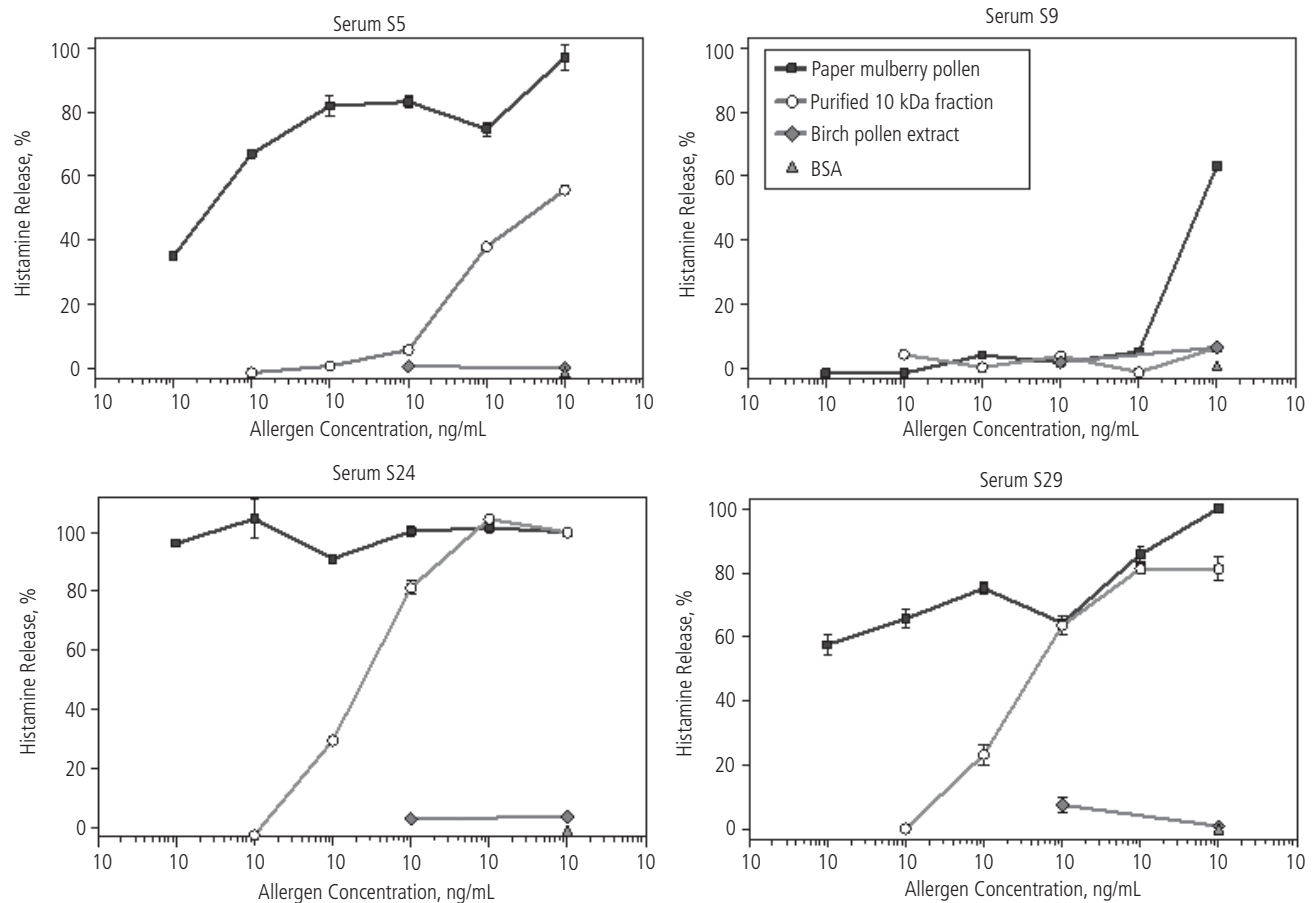 Serum S5
100
80
60
40
20
0
Histamine Release, %
10 10 10 10 10 10 10 10
Allergen Concentration, ng/mL
Serum S9
100
80
60
40
20
0
Histamine Release, %
Paper mulberry pollen
Purified 10 kDa fraction
Birch pollen extract
BSA
10 10 10 10 10 10 10 10
Allergen Concentration, ng/mL
Serum S24
100
80
60
40
20
0
Histamine Release, %
10 10 10 10 10 10 10 10
Allergen Concentration, ng/mL
Serum S29
100
80
60
40
20
0
Histamine Release, %
10 10 10 10 10 10 10 10
Allergen Concentration, ng/mL